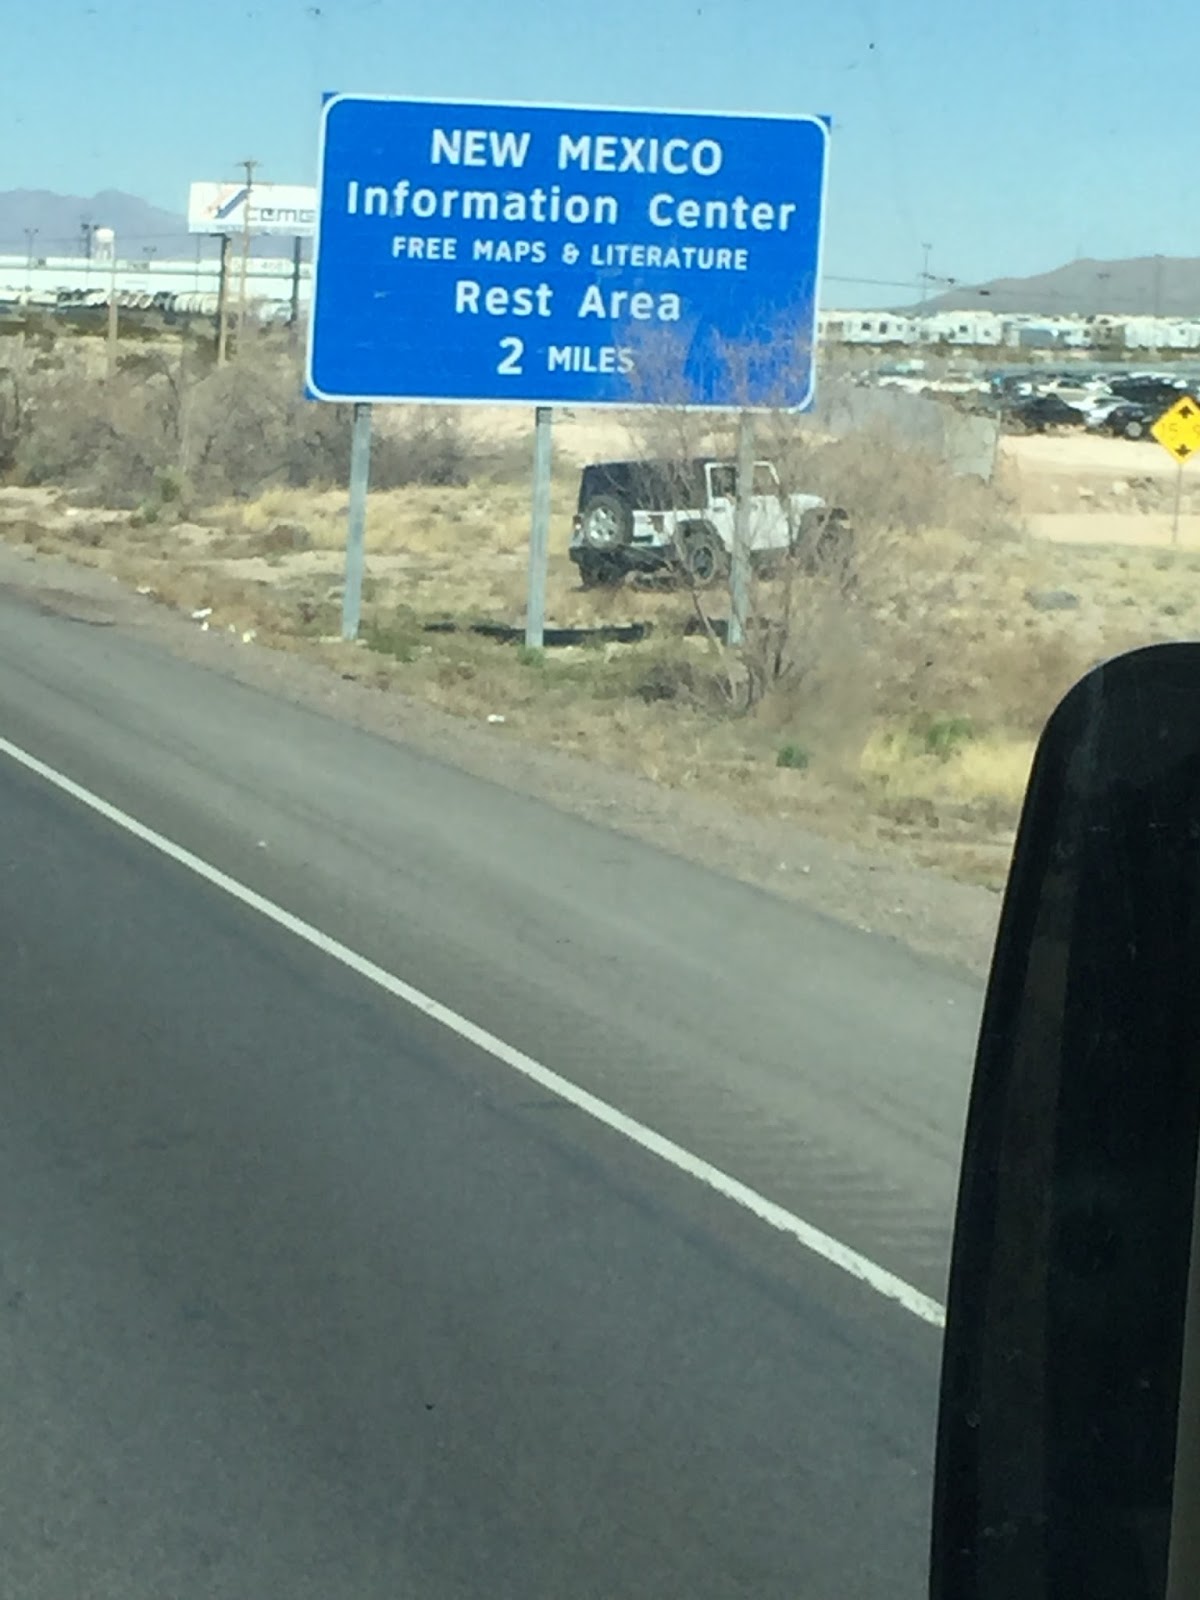 NEW MEXICO
Information Center
FREE MAPS & LITERATURE
Rest Area
2 MILES